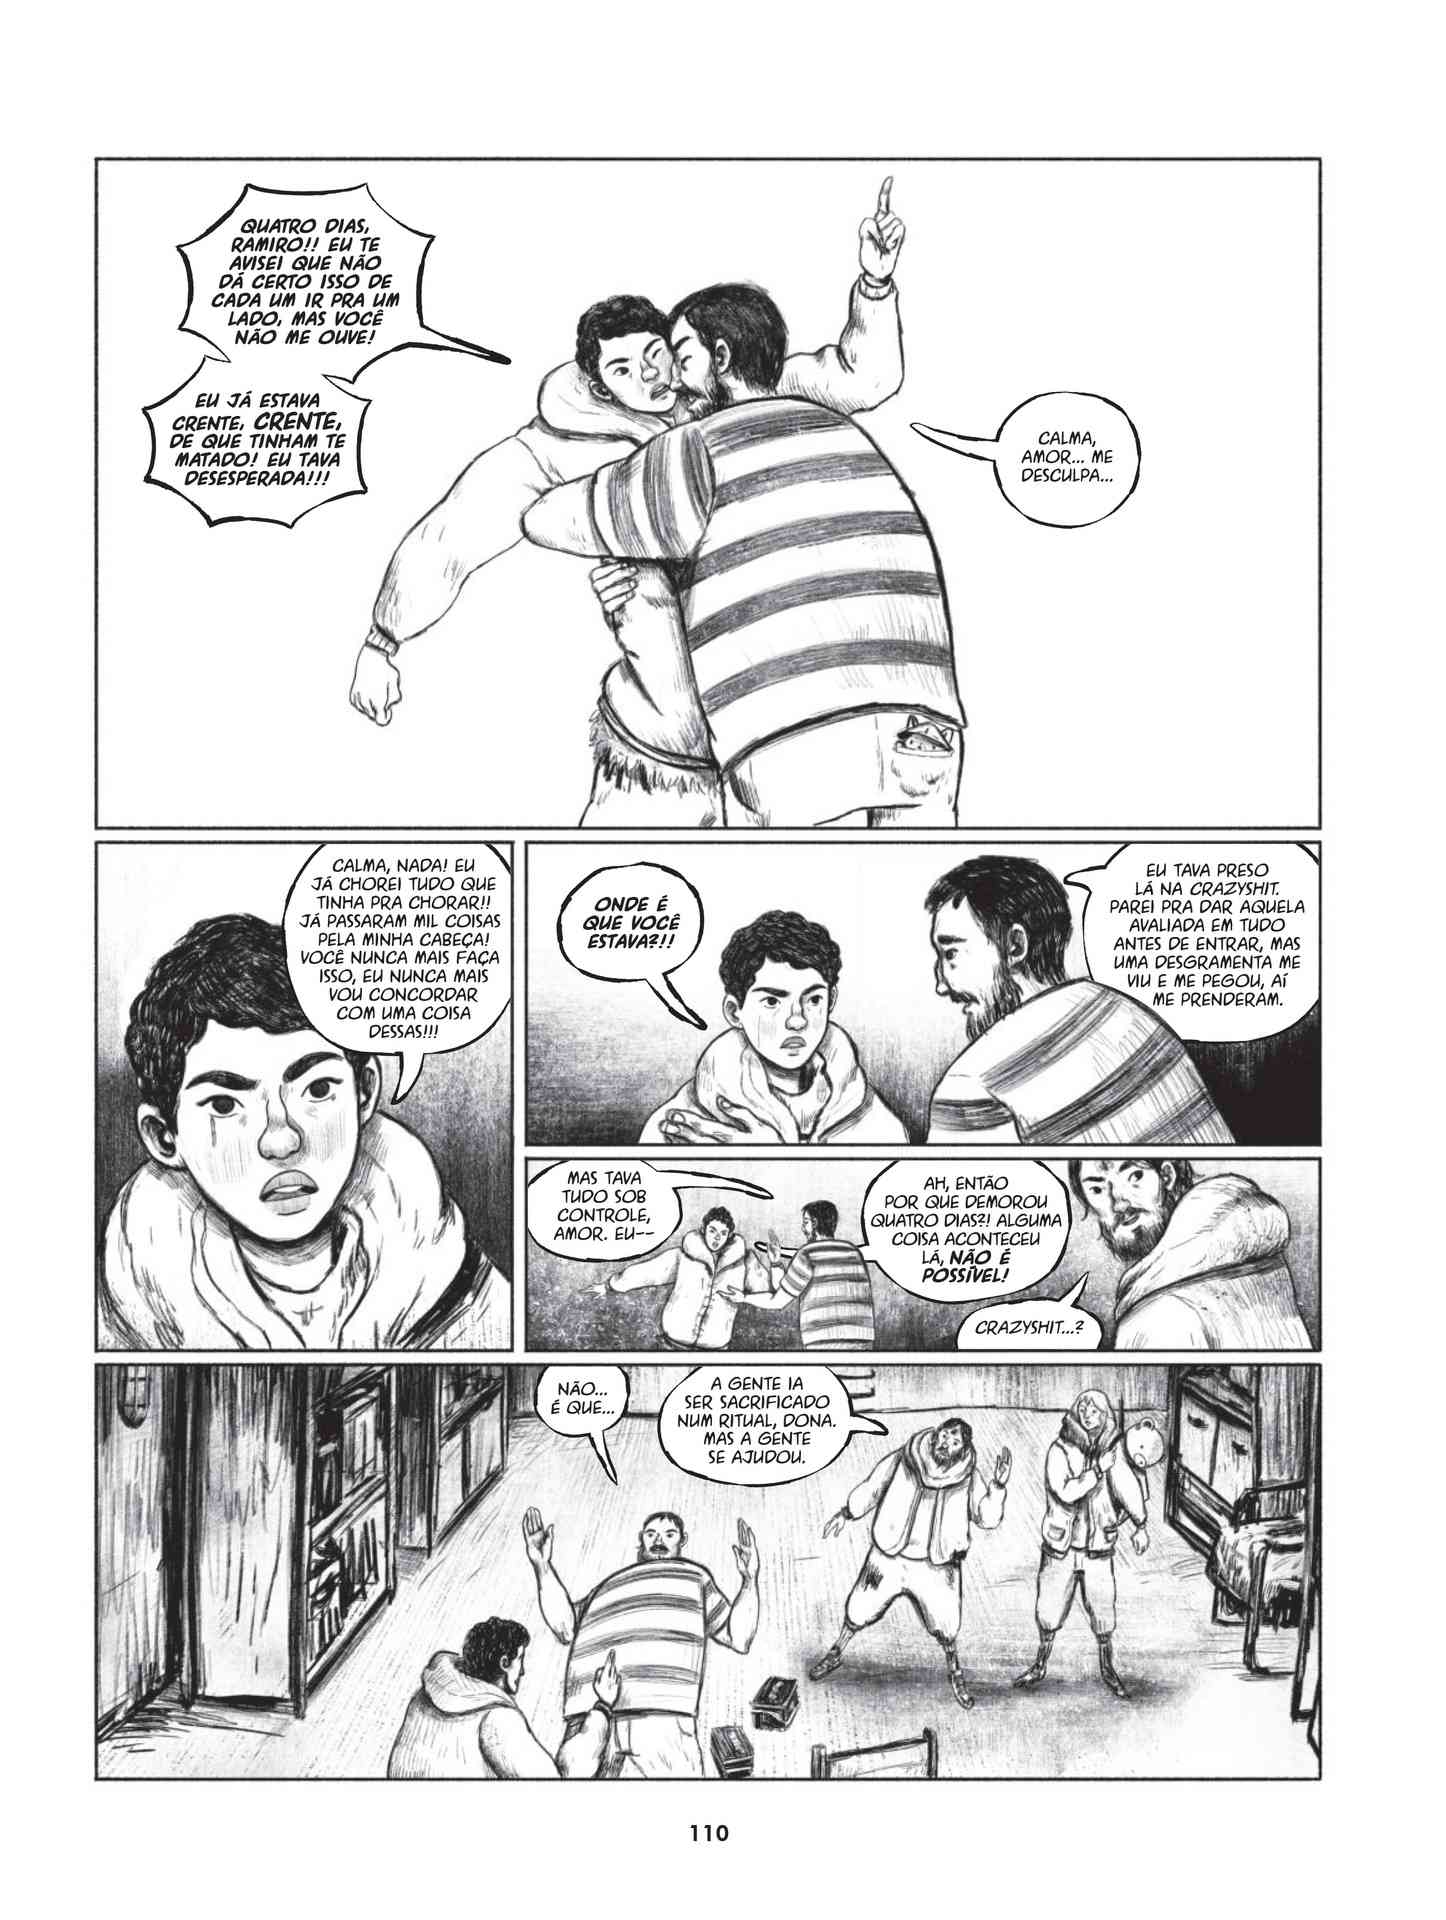 QUATRO DIAS,
RAMIRO!! EU TE
AVISEI QUE NÃO
DÁ CERTO ISSO DE
CADA UM IR PRA UM
LADO, MAS VOCÊ
NÃO ME OUVE!
EU JÁ ESTAVA
CRENTE, CRENTE,
DE QUE TINHAM TE
MATADO! EU TAVA
DESESPERADA!!!
CALMA,
AMOR... ME
DESCULPA...
CALMA, NADA! EU
JÁ CHOREI TUDO QUE
TINHA PRA CHORAR!!
JÁ PASSARAM MIL COISAS
PELA MINHA CABEÇA!
VOCÊ NUNCA MAIS FAÇA
ISSO, EU NUNCA MAIS
VOU CONCORDAR
COM UMA COISA
DESSAS!!!
ONDE É
QUE VOCÊ
ESTAVA?!!
EU TAVA PRESO
LÁ NA CRAZYSHIT.
PAREI PRA DAR AQUELA
AVALIADA EM TUDO
ANTES DE ENTRAR, MAS
UMA DESGRAMENTA ME
VIU E ME PEGOU, AÍ
ME PRENDERAM.
MAS TAVA
TUDO SOB
CONTROLE,
AMOR. EU--
AH, ENTÃO
POR QUE DEMOROU
QUATRO DIAS?! ALGUMA
COISA ACONTECEU
LÁ, NÃO É
POSSÍVEL!
CRAZYSHIT...?
NÃO...
É QUE...
A GENTE IA
SER SACRIFICADO
NUM RITUAL, DONA.
MAS A GENTE
SE AJUDOU.
110